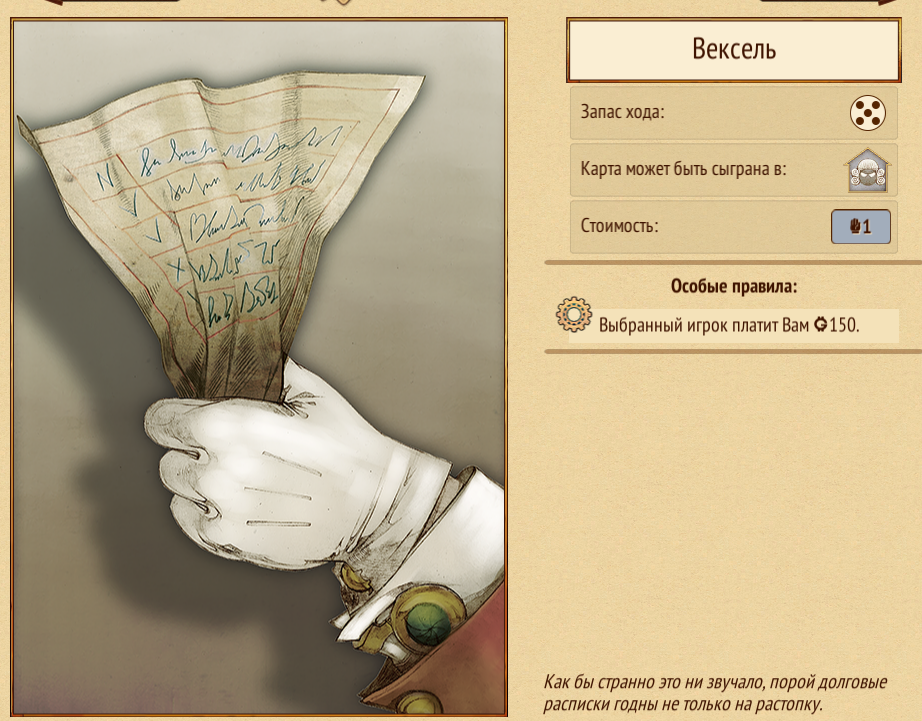 Вексель
Запас хода:
Карта может быть сыграна в:
Стоимость:
1
Особые правила:
Выбранный игрок платит Вам 150.
Как бы странно это ни звучало, порой долговые
расписки годны не только на растопку.